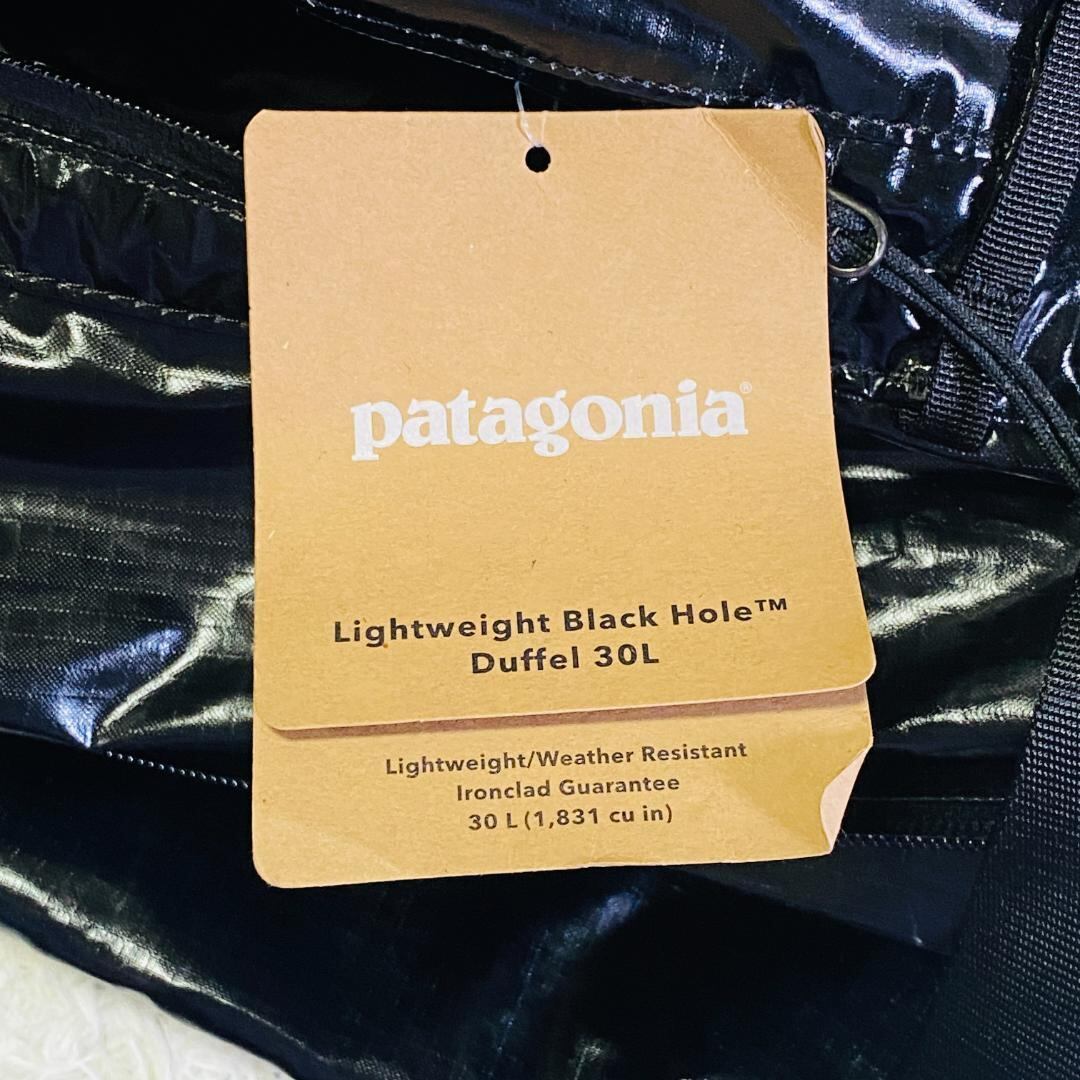 patagonia®
Lightweight Black Hole™
Duffel 30L
Lightweight/Weather Resistant
Ironclad Guarantee
30 L (1,831 cu in)